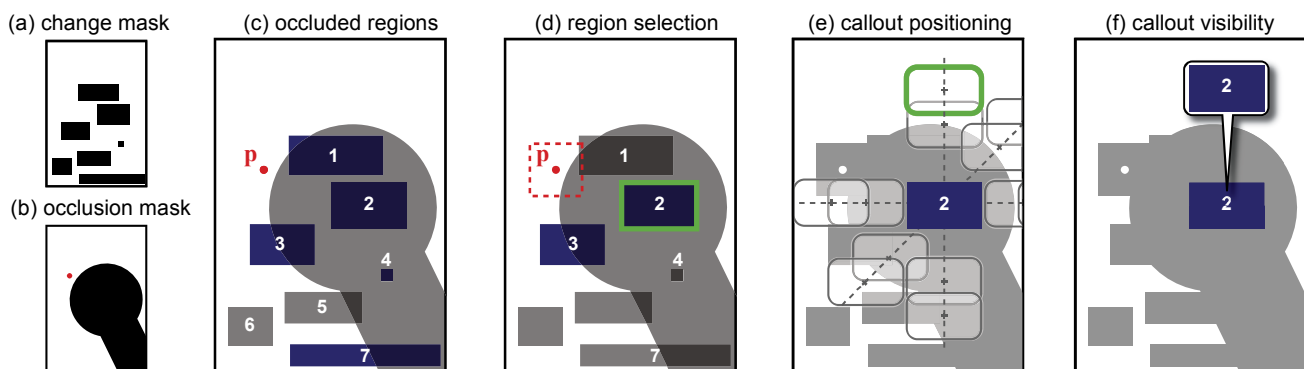 (a) change mask
(b) occlusion mask
(c) occluded regions
p
1
2
3
4
5
6
7
(d) region selection
p
1
2
3
4
7
(e) callout positioning
2
(f) callout visibility
2
2